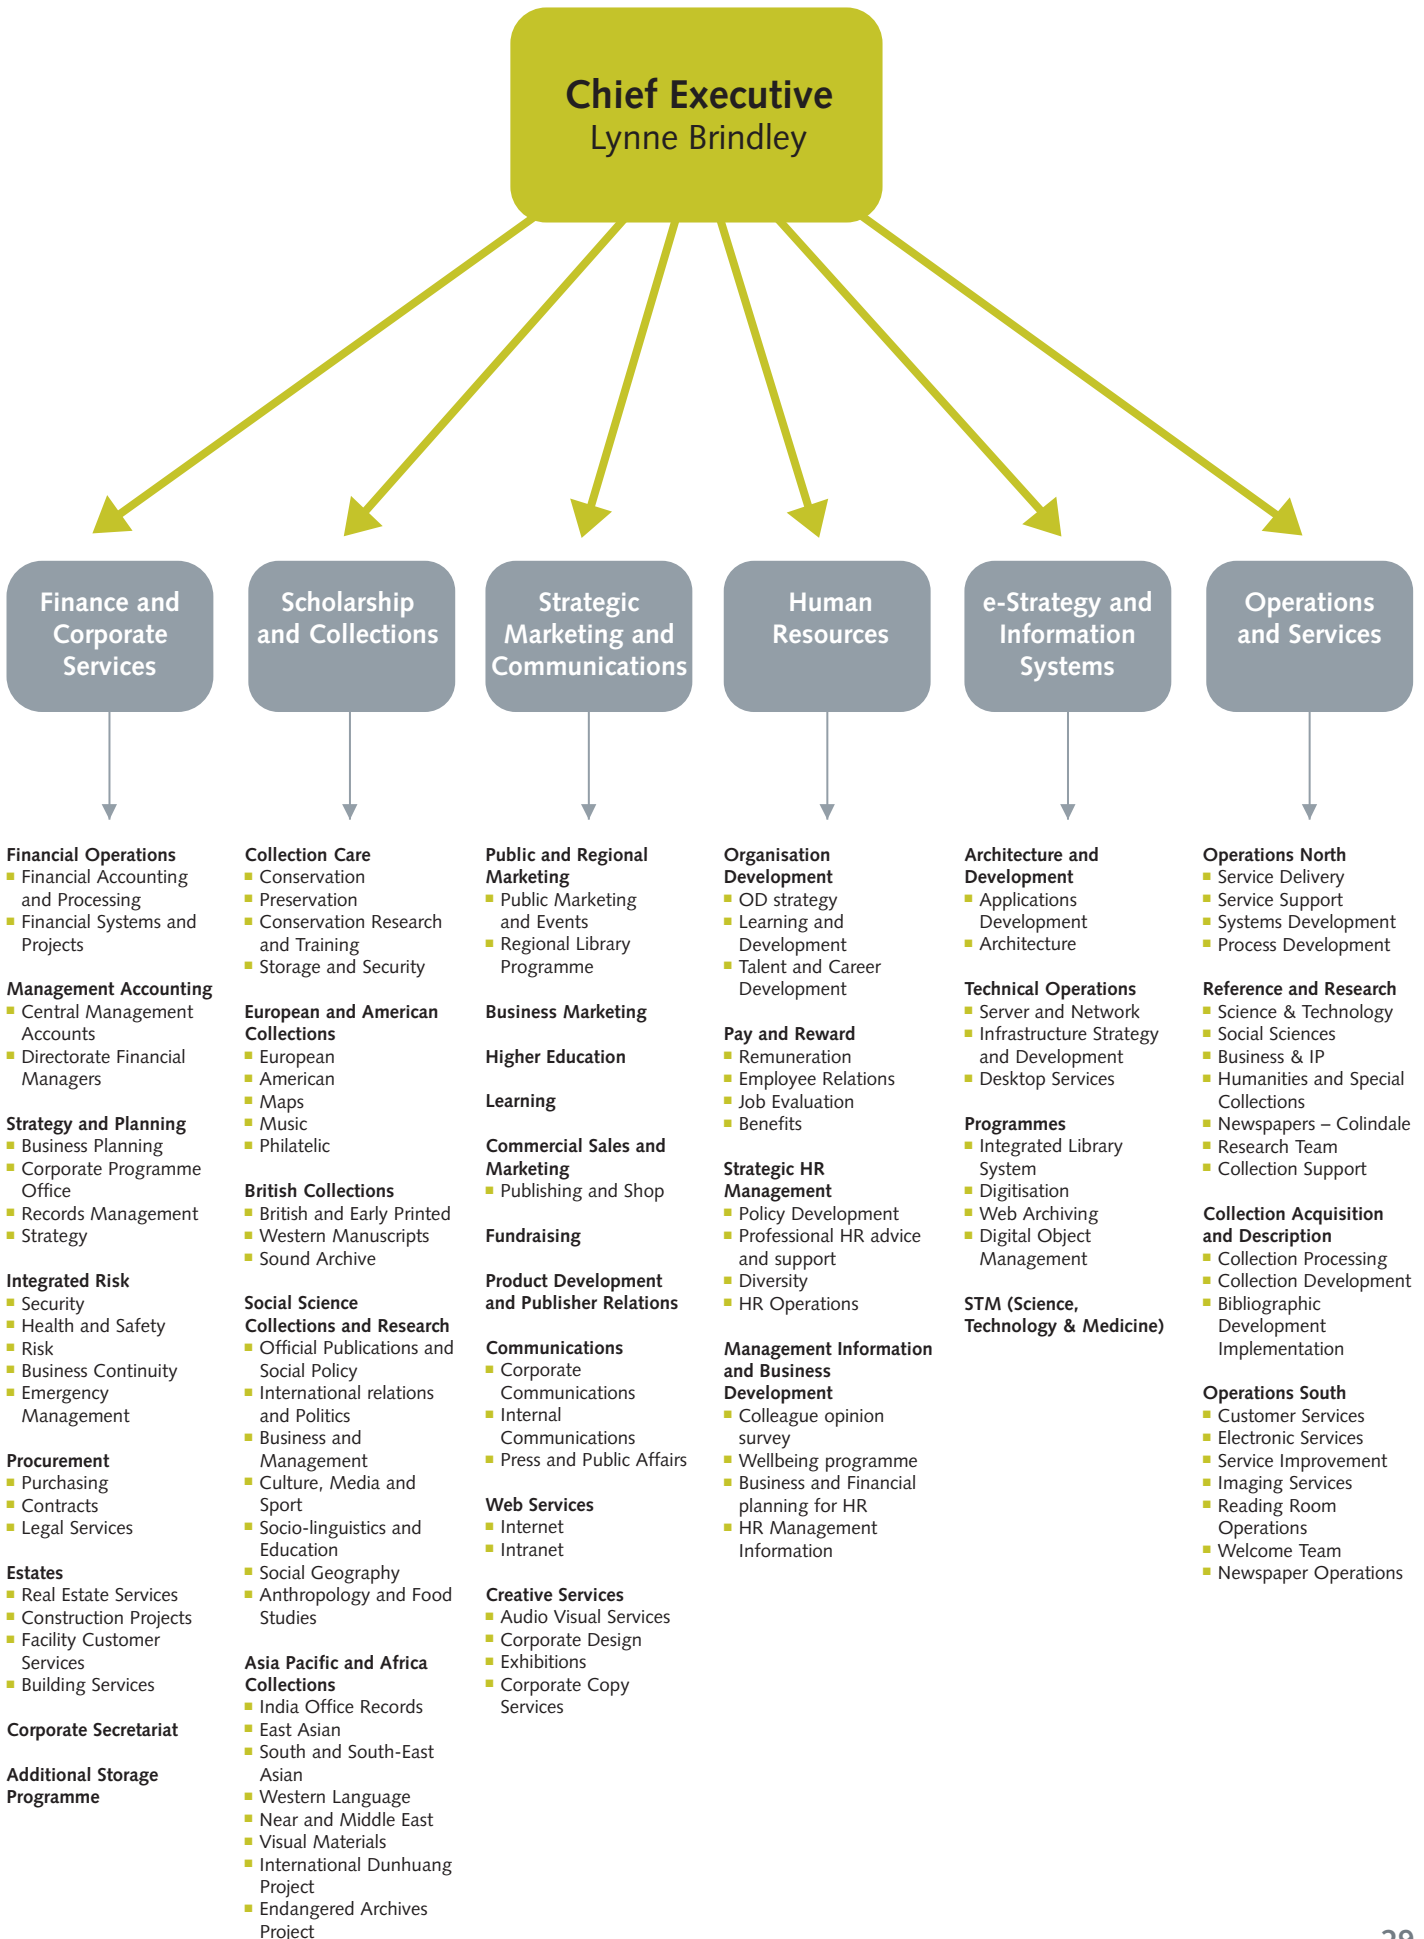 Chief Executive
Lynne Brindley
Finance and
Corporate
Services
Scholarship
and Collections
Strategic
Marketing and
Communications
Human
Resources
e-Strategy and
Information
Systems
Operations
and Services
Financial Operations
Financial Accounting
and Processing
Financial Systems and
Projects
Management Accounting
Central Management
Accounts
Directorate Financial
Managers
Strategy and Planning
Business Planning
Corporate Programme
Office
Records Management
Strategy
Integrated Risk
Security
Health and Safety
Risk
Business Continuity
Emergency
Management
Procurement
Purchasing
Contracts
Legal Services
Estates
Real Estate Services
Construction Projects
Facility Customer
Services
Building Services
Corporate Secretariat
Additional Storage
Programme
Collection Care
Conservation
Preservation
Conservation Research
and Training
Storage and Security
European and American
Collections
European
American
Maps
Music
Philatelic
British Collections
British and Early Printed
Western Manuscripts
Sound Archive
Social Science
Collections and Research
Official Publications and
Social Policy
International relations
and Politics
Business and
Management
Culture, Media and
Sport
Socio-linguistics and
Education
Social Geography
Anthropology and Food
Studies
Asia Pacific and Africa
Collections
India Office Records
East Asian
South and South-East
Asian
Western Language
Near and Middle East
Visual Materials
International Dunhuang
Project
Endangered Archives
Project
Public and Regional
Marketing
Public Marketing
and Events
Regional Library
Programme
Business Marketing
Higher Education
Learning
Commercial Sales and
Marketing
Publishing and Shop
Fundraising
Product Development
and Publisher Relations
Communications
Corporate
Communications
Internal
Communications
Press and Public Affairs
Web Services
Internet
Intranet
Creative Services
Audio Visual Services
Corporate Design
Exhibitions
Corporate Copy
Services
Organisation
Development
OD strategy
Learning and
Development
Talent and Career
Development
Pay and Reward
Remuneration
Employee Relations
Job Evaluation
Benefits
Strategic HR
Management
Policy Development
Professional HR advice
and support
Diversity
HR Operations
Management Information
and Business
Development
Colleague opinion
survey
Wellbeing programme
Business and Financial
planning for HR
HR Management
Information
Architecture and
Development
Applications
Development
Architecture
Technical Operations
Server and Network
Infrastructure Strategy
and Development
Desktop Services
Programmes
Integrated Library
System
Digitisation
Web Archiving
Digital Object
Management
STM (Science,
Technology & Medicine)
Operations North
Service Delivery
Service Support
Systems Development
Process Development
Reference and Research
Science & Technology
Social Sciences
Business & IP
Humanities and Special
Collections
Newspapers – Colindale
Research Team
Collection Support
Collection Acquisition
and Description
Collection Processing
Collection Development
Bibliographic
Development
Implementation
Operations South
Customer Services
Electronic Services
Service Improvement
Imaging Services
Reading Room
Operations
Welcome Team
Newspaper Operations
29